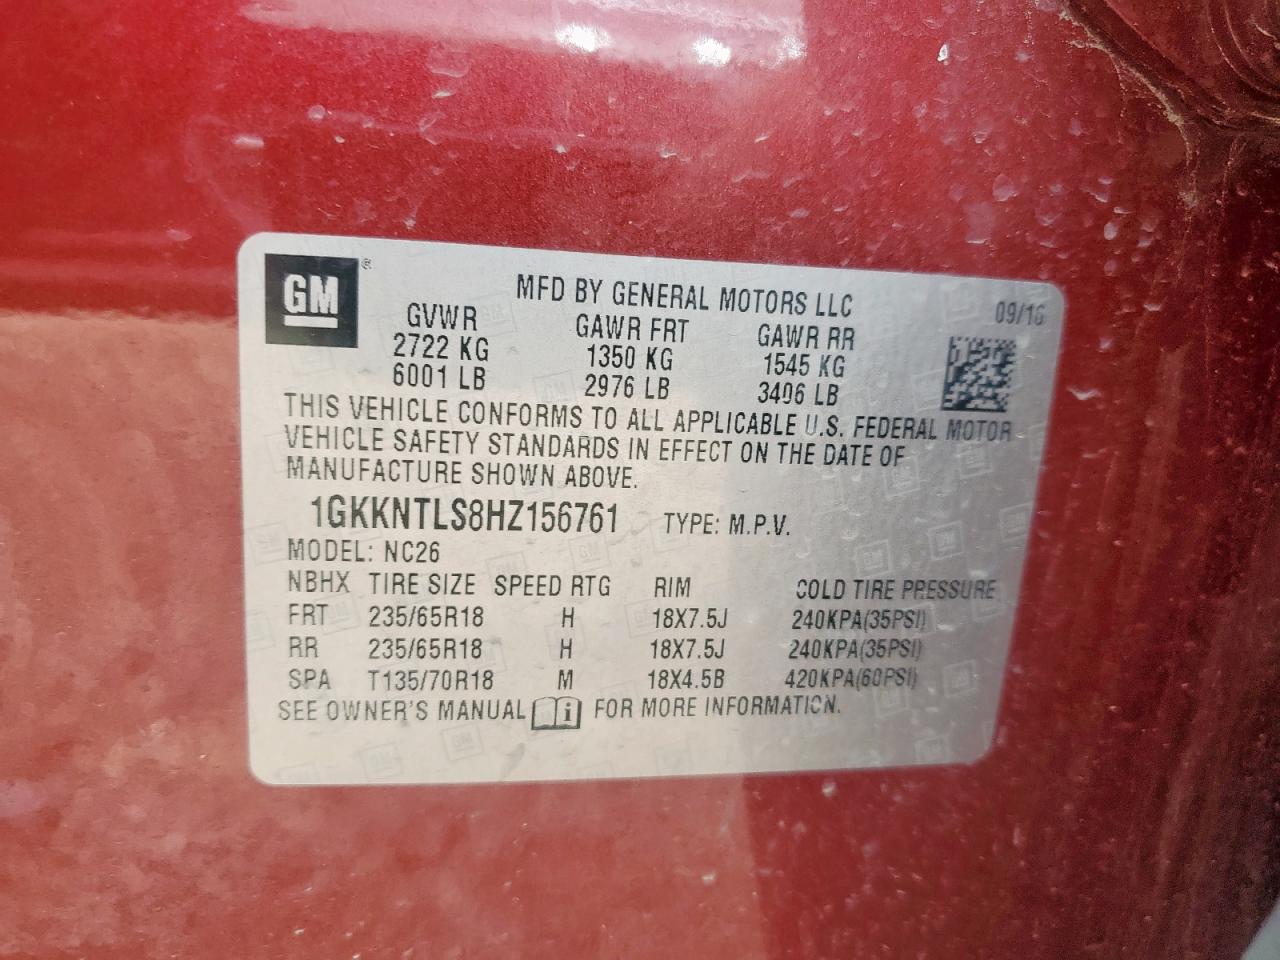 GM ®
MFD BY GENERAL MOTORS LLC
09/16
GVWR GAWR FRT GAWR RR
2722 KG 1350 KG 1545 KG
6001 LB 2976 LB 3406 LB
THIS VEHICLE CONFORMS TO ALL APPLICABLE U.S. FEDERAL MOTOR
VEHICLE SAFETY STANDARDS IN EFFECT ON THE DATE OF
MANUFACTURE SHOWN ABOVE.
1GKKNTLS8HZ156761 TYPE: M.P.V.
MODEL: NC26
NBHX TIRE SIZE SPEED RTG RIM COLD TIRE PRESSURE
FRT 235/65R18 H 18X7.5J 240KPA(35PSI)
RR 235/65R18 H 18X7.5J 240KPA(35PSI)
SPA T135/70R18 M 18X4.5B 420KPA(60PSI)
SEE OWNER'S MANUAL i FOR MORE INFORMATION.